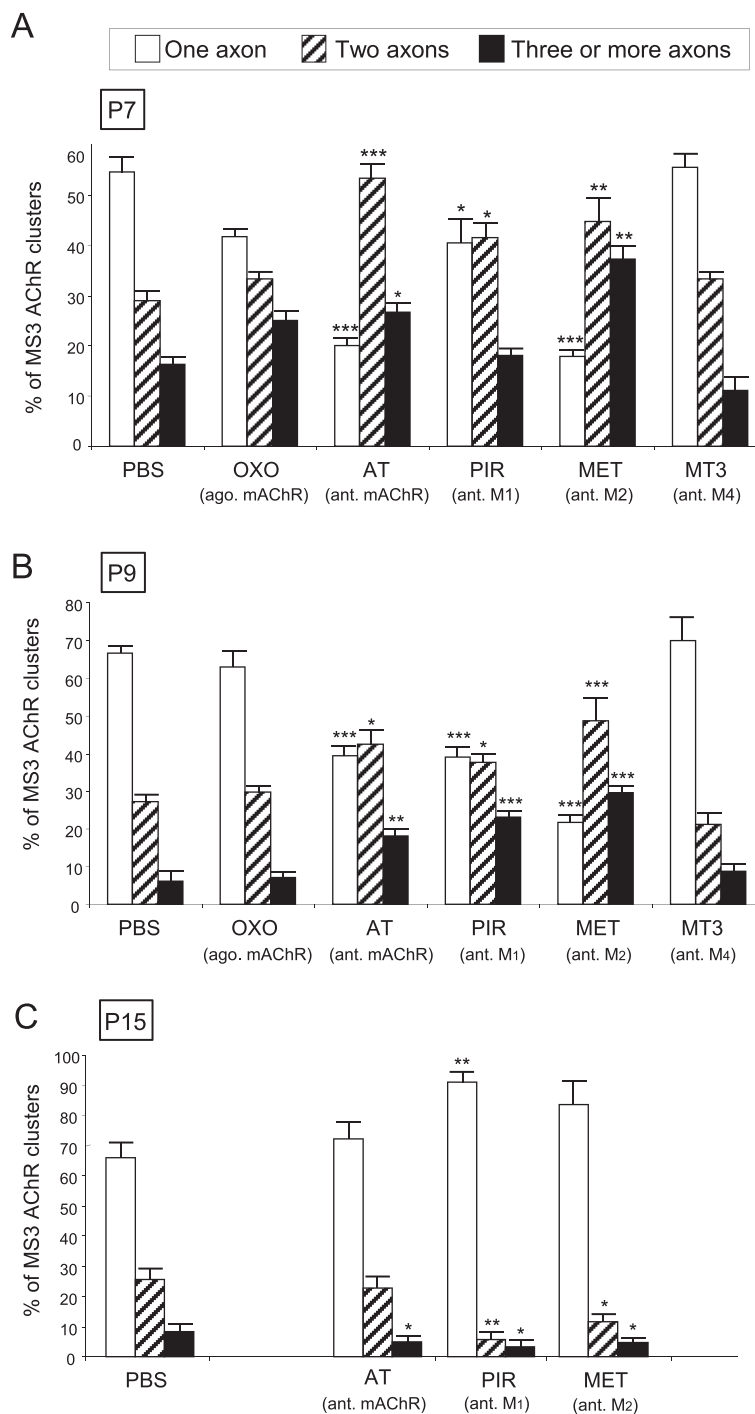 A
One axon Two axons Three or more axons
P7
% of MS3 AChR clusters
60
50
40
30
20
10
0
*** * *** * * *** ** **
PBS OXO AT PIR MET MT3
(ago. mAChR) (ant. mAChR) (ant. M1) (ant. M2) (ant. M4)
B
P9
% of MS3 AChR clusters
80
70
60
50
40
30
20
10
0
*** * ** *** * *** *** *** ***
PBS OXO AT PIR MET MT3
(ago. mAChR) (ant. mAChR) (ant. M1) (ant. M2) (ant. M4)
C
P15
% of MS3 AChR clusters
100
90
80
70
60
50
40
30
20
10
0
* ** ** * * *
PBS AT PIR MET
(ant. mAChR) (ant. M1) (ant. M2)